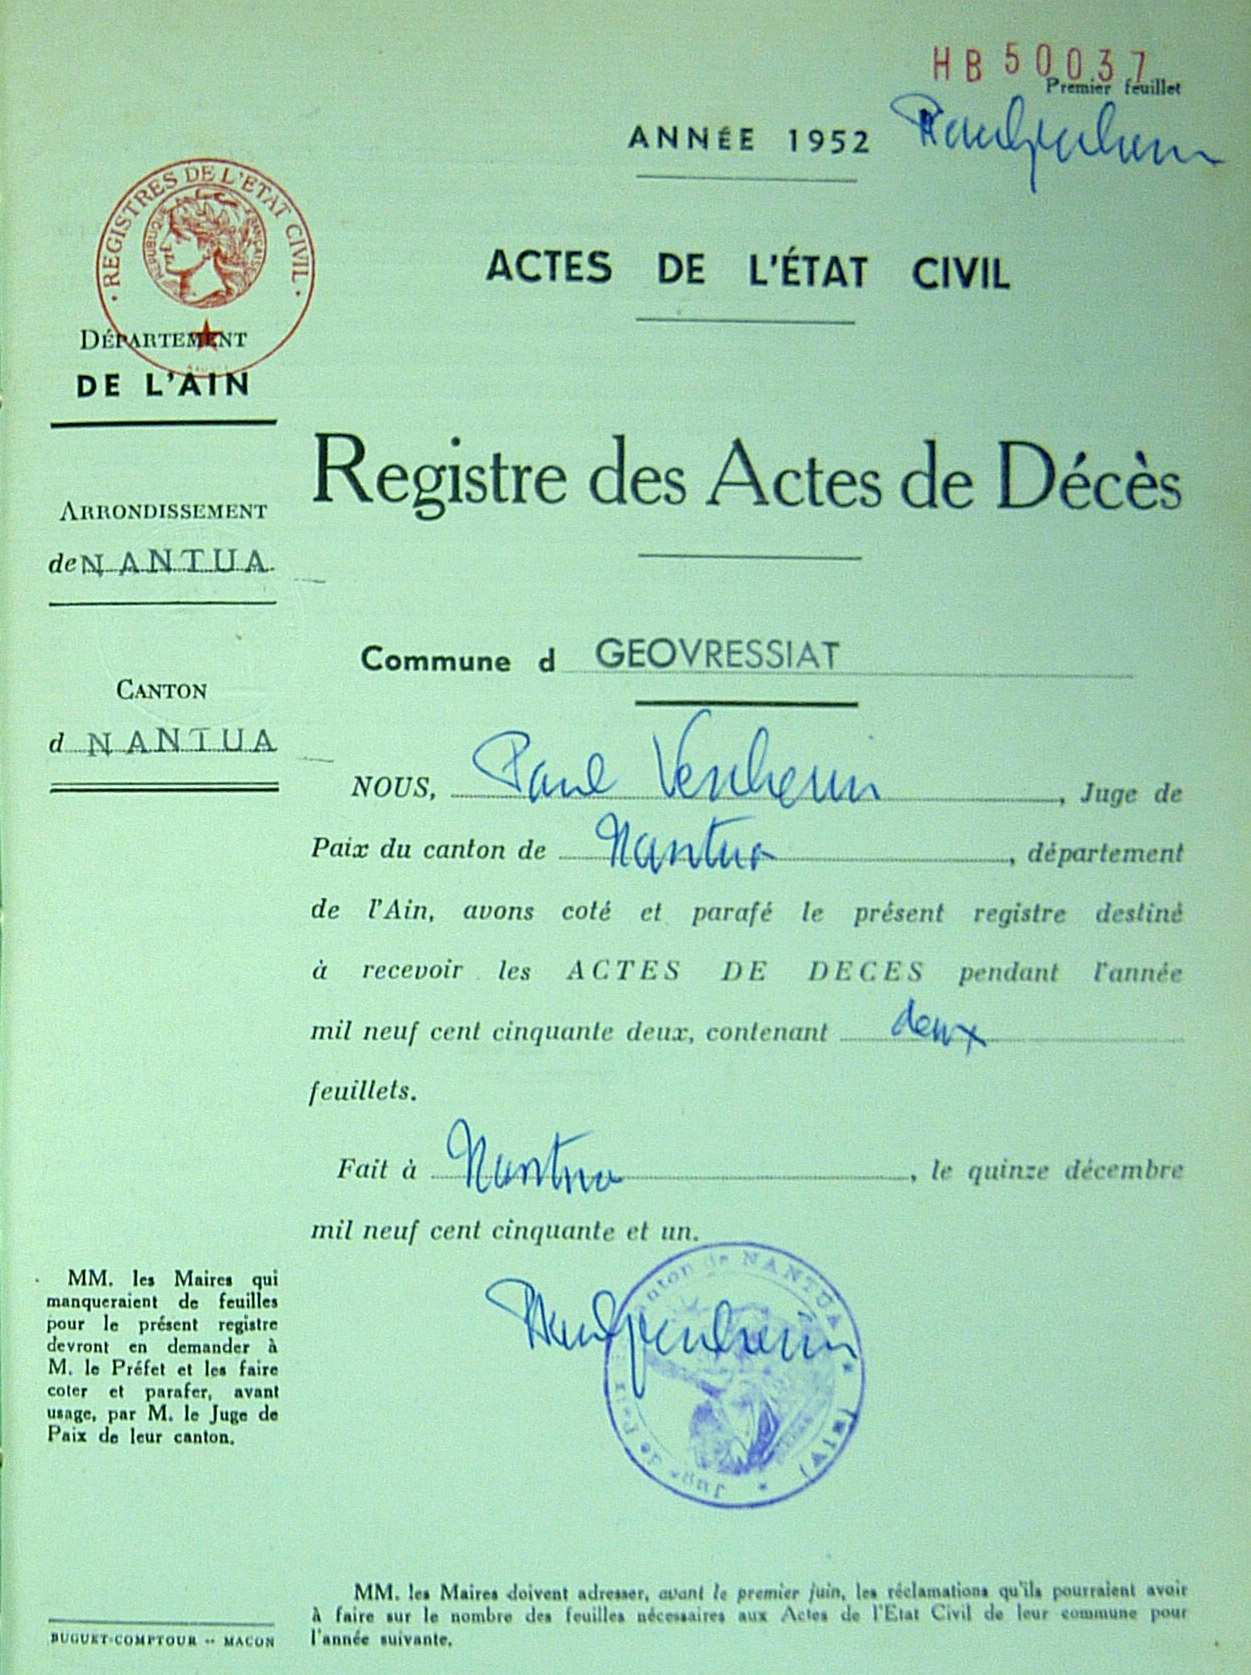 HB 50037
Premier feuillet
ANNÉE 1952
ACTES DE L'ÉTAT CIVIL
REGISTRES DE L'ÉTAT CIVIL
RÉPUBLIQUE FRANÇAISE
DÉPARTEMENT
DE L'AIN
Registre des Actes de Décès
ARRONDISSEMENT
de NANTUA
Commune d GEOVRESSIAT
CANTON
d NANTUA
NOUS, Paul , Juge de
Paix du canton de Nantua, département
de l'Ain, avons coté et parafé le présent registre destiné
à recevoir les ACTES DE DECES pendant l'année
mil neuf cent cinquante deux, contenant deux
feuillets.
Fait à Nantua, le quinze décembre
mil neuf cent cinquante et un.
Canton de NANTUA * (AIN) * Juge de Paix
MM. les Maires qui
manqueraient de feuilles
pour le présent registre
devront en demander à
M. le Préfet et les faire
coter et parafer, avant
usage, par M. le Juge de
Paix de leur canton.
MM. les Maires doivent adresser, avant le premier juin, les réclamations qu'ils pourraient avoir
à faire sur le nombre des feuilles nécessaires aux Actes de l'Etat Civil de leur commune pour
l'année suivante.
BUGUET-COMPTOUR -- MACON